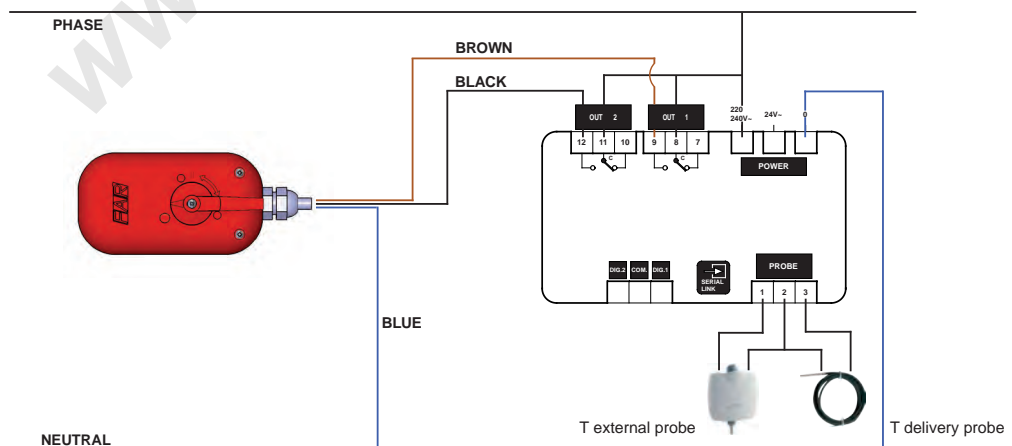 WW
PHASE
BROWN
BLACK
220
240V~
24V~
0
OUT 2
OUT 1
12 11 10
9 8 7
C
C
POWER
FAR
DIG.2 COM. DIG.1
SERIAL
LINK
PROBE
1 2 3
BLUE
T external probe
T delivery probe
NEUTRAL